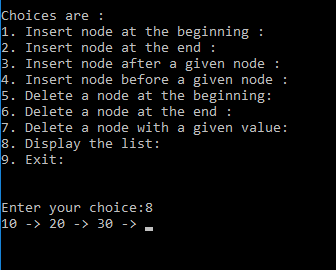 Choices are :
1. Insert node at the beginning :
2. Insert node at the end :
3. Insert node after a given node :
4. Insert node before a given node :
5. Delete a node at the beginning:
6. Delete a node at the end :
7. Delete a node with a given value:
8. Display the list:
9. Exit:
Enter your choice:8
10 -> 20 -> 30 ->